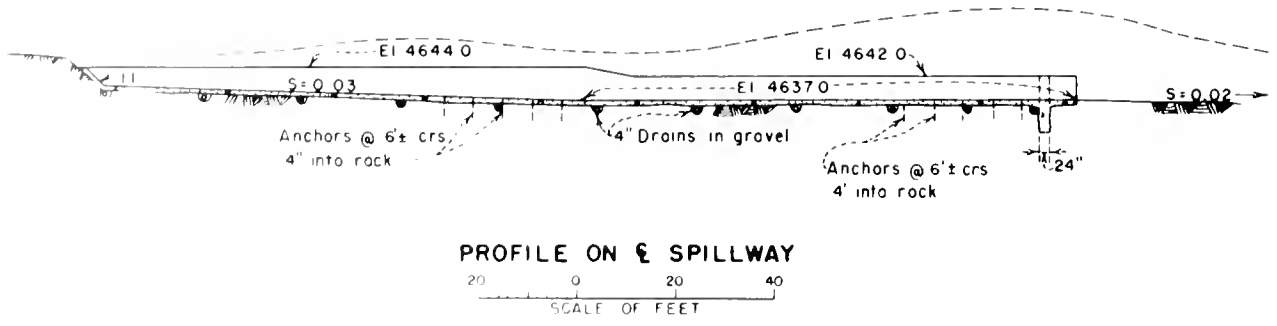 El 4644 0
El 4642 0
1 1
S = 0 03
El 4637 0
S = 0.02
Anchors @ 6'± crs,
4" into rock
4" Drains in gravel
Anchors @ 6'± crs
4' into rock
24"
PROFILE ON ℄ SPILLWAY
20 0 20 40
SCALE OF FEET